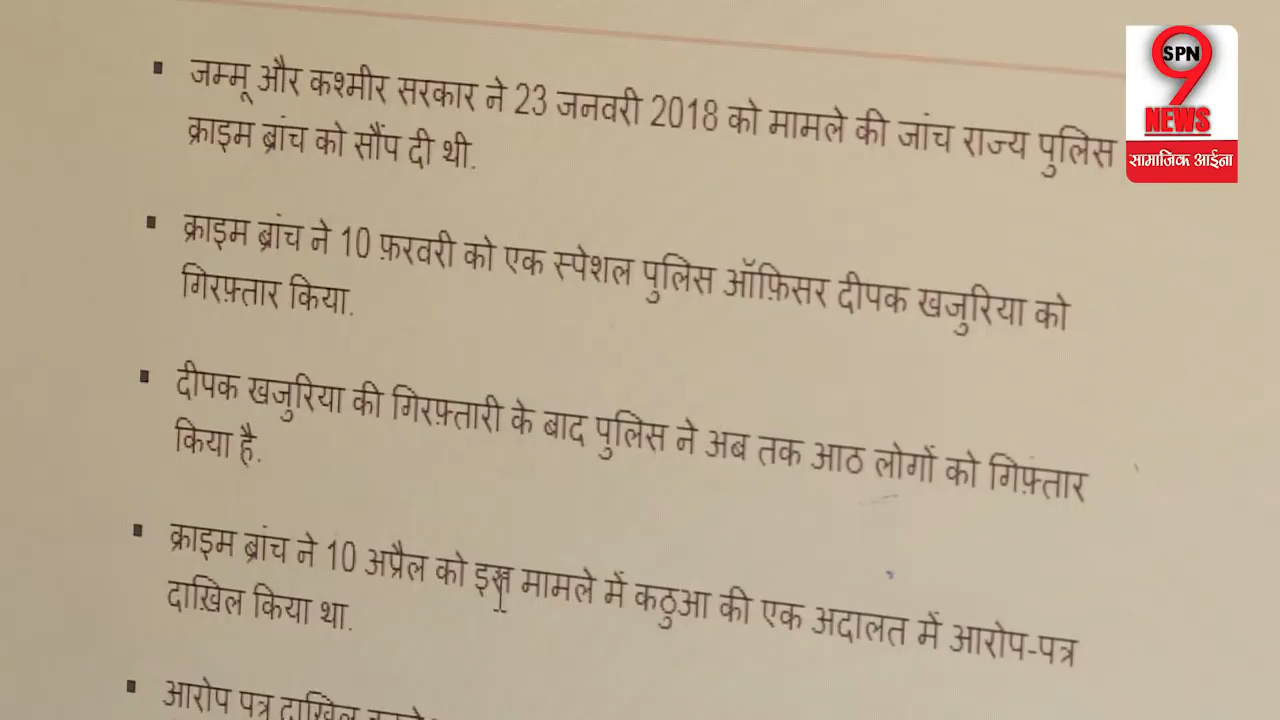 जम्मू और कश्मीर सरकार ने 23 जनवरी 2018 को मामले की जांच राज्य पुलिस
क्राइम ब्रांच को सौंप दी थी.
क्राइम ब्रांच ने 10 फ़रवरी को एक स्पेशल पुलिस ऑफ़िसर दीपक खजुरिया को
गिरफ़्तार किया.
दीपक खजुरिया की गिरफ़्तारी के बाद पुलिस ने अब तक आठ लोगों को गिफ़्तार
किया है.
क्राइम ब्रांच ने 10 अप्रैल को मामले में कठुआ की एक अदालत में आरोप-पत्र
दाख़िल किया था.
आरोप पत्र दाख़िल
SPN
9
NEWS
सामाजिक आईना